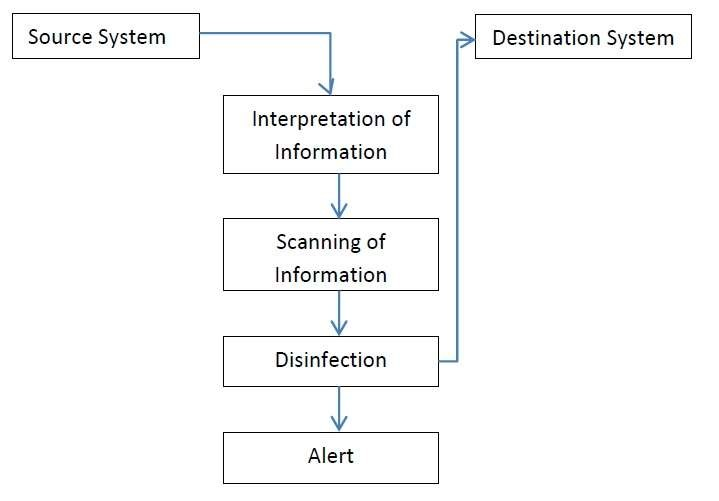 Source System
Destination System
Interpretation of
Information
Scanning of
Information
Disinfection
Alert